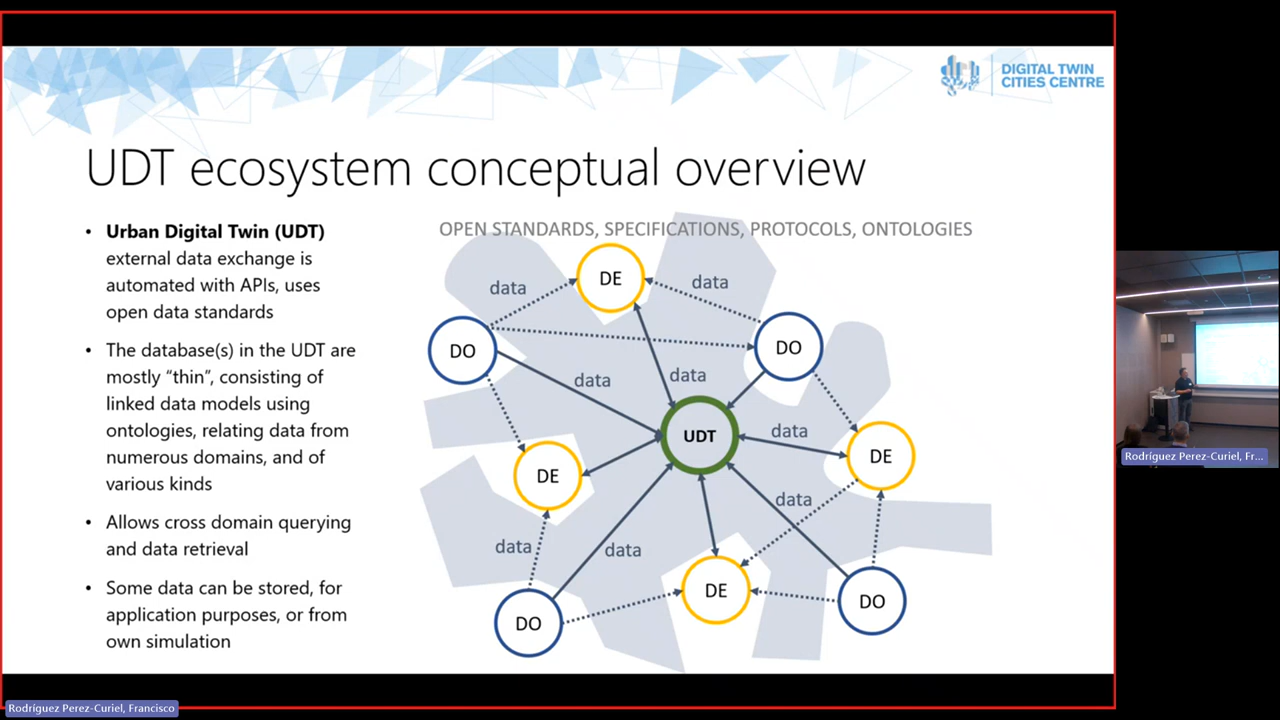 DIGITAL TWIN
CITIES CENTRE
UDT ecosystem conceptual overview
• Urban Digital Twin (UDT)
external data exchange is
automated with APIs, uses
open data standards
• The database(s) in the UDT are
mostly “thin”, consisting of
linked data models using
ontologies, relating data from
numerous domains, and of
various kinds
• Allows cross domain querying
and data retrieval
• Some data can be stored, for
application purposes, or from
own simulation
OPEN STANDARDS, SPECIFICATIONS, PROTOCOLS, ONTOLOGIES
DE
data
data
DO
DO
data
data
UDT
data
DE
DE
data
data
data
DE
DO
DO
Rodríguez Perez-Curiel, Fr...
Rodríguez Perez-Curiel, Francisco